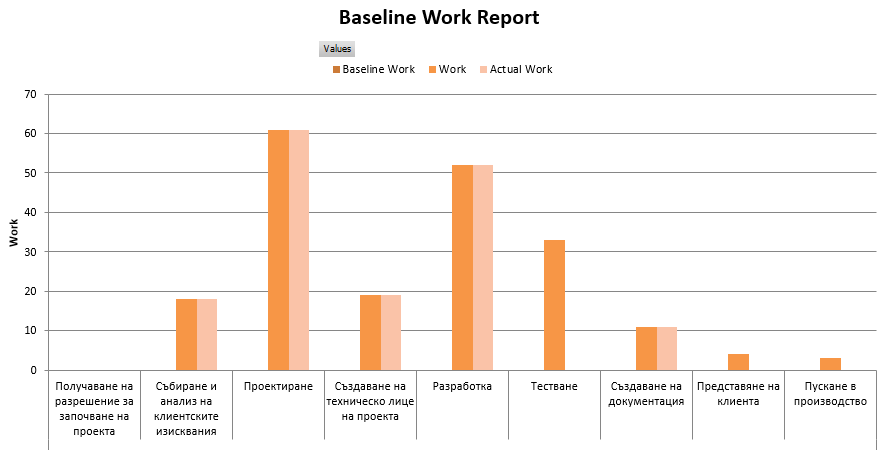 Baseline Work Report
Values
Baseline Work Work Actual Work
70
60
50
40
30
20
10
0
Work
Получаване на
разрешение за
започване на
проекта
Събиране и
анализ на
клиентските
изисквания
Проектиране
Създаване на
техническо лице
на проекта
Разработка
Тестване
Създаване на
документация
Представяне на
клиента
Пускане в
производство